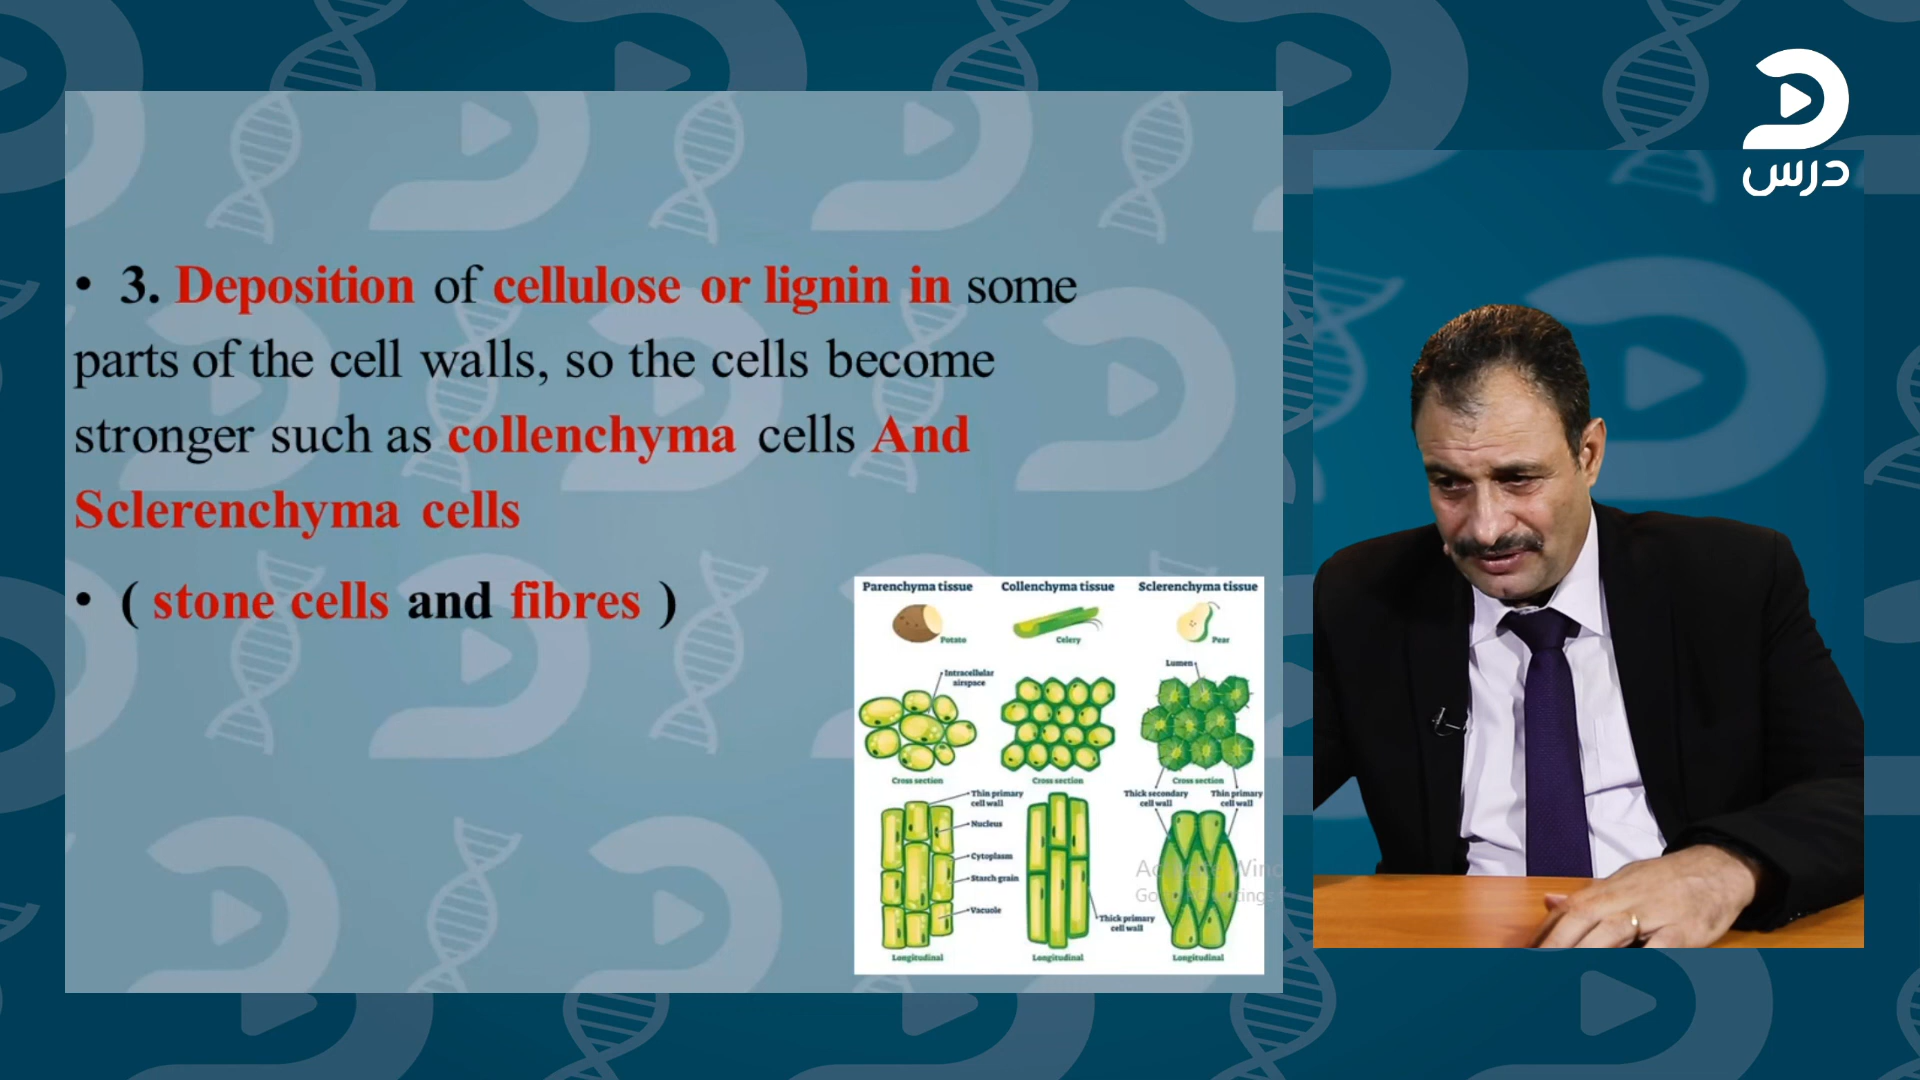 درس
• 3. Deposition of cellulose or lignin in some
parts of the cell walls, so the cells become
stronger such as collenchyma cells And
Sclerenchyma cells
• ( stone cells and fibres )
Parenchyma tissue Collenchyma tissue Sclerenchyma tissue
Potato Celery Pear
Intracellular
airspace
Lumen
Cross section Cross section Cross section
Thin primary
cell wall
Thick secondary
cell wall
Thin primary
cell wall
Nucleus
Cytoplasm
Starch grain
Vacuole
Thick primary
cell wall
Longitudinal Longitudinal Longitudinal